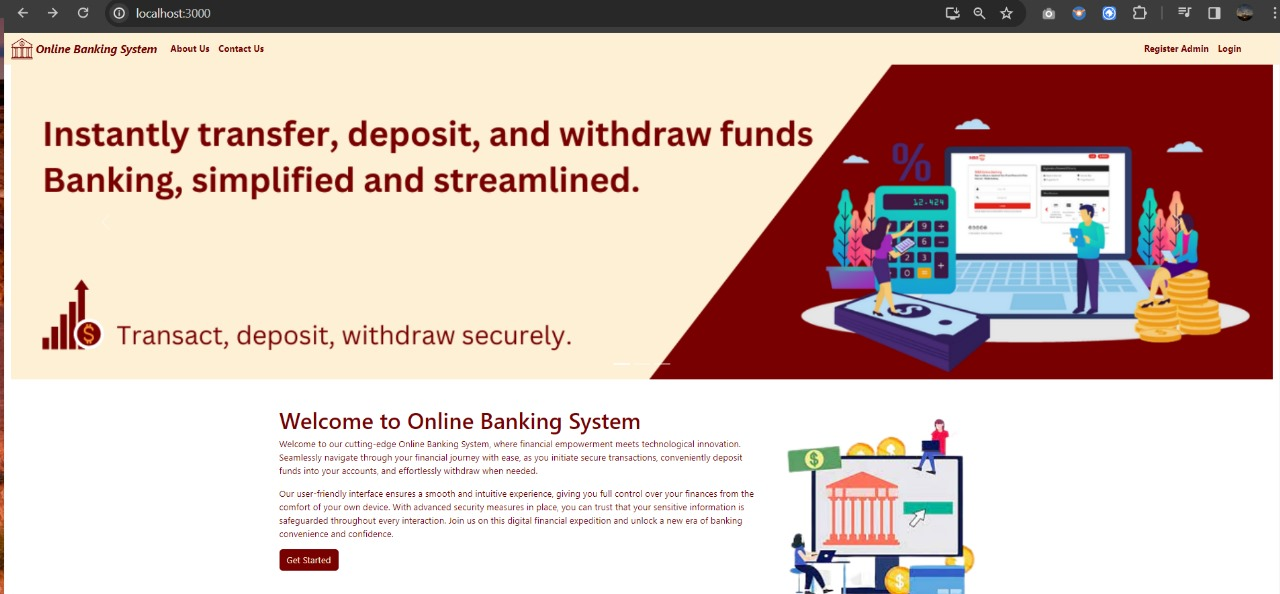 localhost:3000
Online Banking System About Us Contact Us Register Admin Login
Instantly transfer, deposit, and withdraw funds
Banking, simplified and streamlined.
%
12-424
9 + 
6 -
2 3 +
0 =
$
Transact, deposit, withdraw securely.
Welcome to Online Banking System
Welcome to our cutting-edge Online Banking System, where financial empowerment meets technological innovation.
Seamlessly navigate through your financial journey with ease, as you initiate secure transactions, conveniently deposit
funds into your accounts, and effortlessly withdraw when needed.
Our user-friendly interface ensures a smooth and intuitive experience, giving you full control over your finances from the
comfort of your own device. With advanced security measures in place, you can trust that your sensitive information is
safeguarded throughout every interaction. Join us on this digital financial expedition and unlock a new era of banking
convenience and confidence.
Get Started
$
$